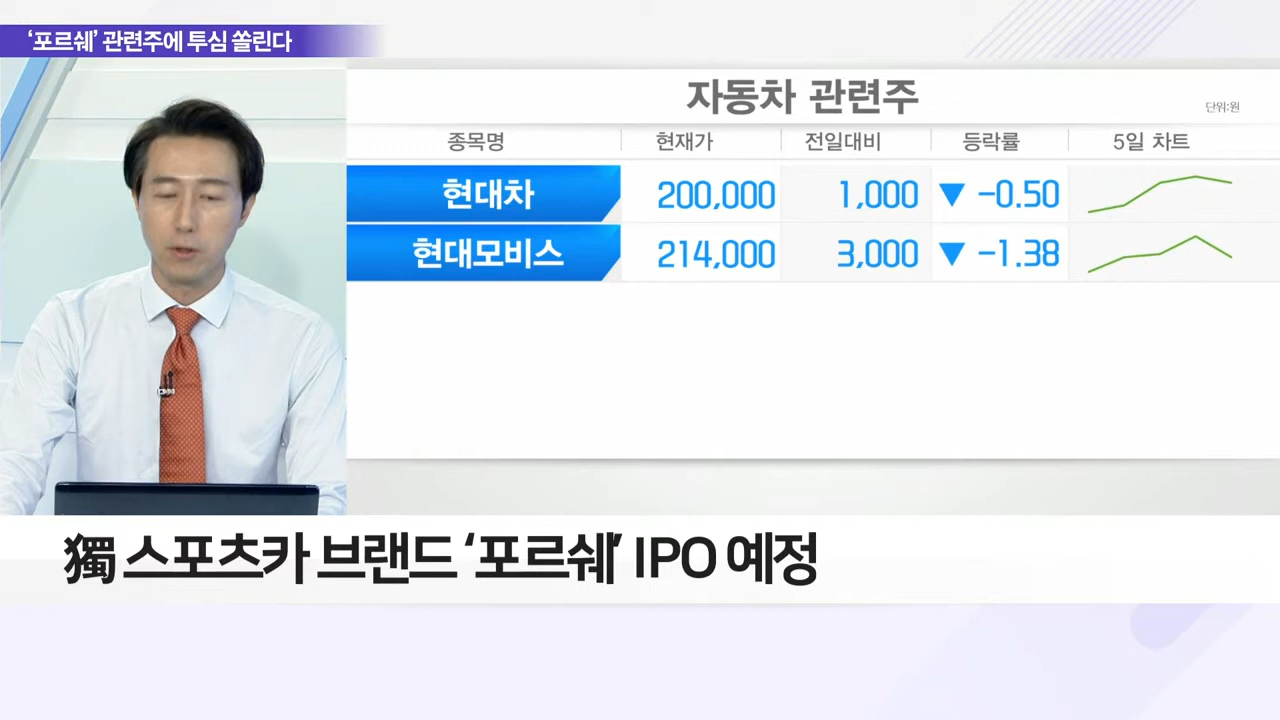 ‘포르쉐’ 관련주에 투심 쏠린다
자동차 관련주
단위:원
종목명 현재가 전일대비 등락률 5일 차트
현대차 200,000 1,000 ▼ -0.50
현대모비스 214,000 3,000 ▼ -1.38
獨 스포츠카 브랜드 ‘포르쉐’ IPO 예정